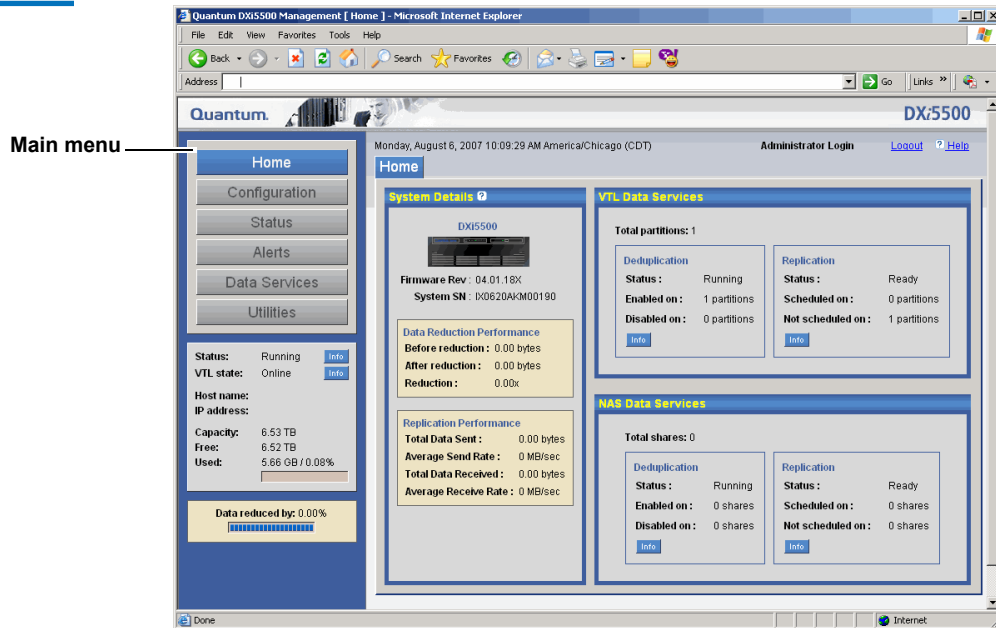 Quantum DXi5500 Management [ Home ] - Microsoft Internet Explorer
File Edit View Favorites Tools Help
Back Search Favorites
Address Go Links »
Quantum. DXi5500
Main menu
Monday, August 6, 2007 10:09:29 AM America/Chicago (CDT) Administrator Login Logout ? Help
Home
Configuration
Status
Alerts
Data Services
Utilities
Status: Running Info
VTL state: Online Info
Host name:
IP address:
Capacity: 6.53 TB
Free: 6.52 TB
Used: 5.66 GB / 0.08%
Data reduced by: 0.00%
Home
System Details ?
DXi5500
Firmware Rev : 04.01.18X
System SN : IX0620AKM00190
Data Reduction Performance
Before reduction : 0.00 bytes
After reduction : 0.00 bytes
Reduction : 0.00x
Replication Performance
Total Data Sent : 0.00 bytes
Average Send Rate : 0 MB/sec
Total Data Received : 0.00 bytes
Average Receive Rate : 0 MB/sec
VTL Data Services
Total partitions: 1
Deduplication
Status : Running
Enabled on : 1 partitions
Disabled on : 0 partitions
Info
Replication
Status : Ready
Scheduled on : 0 partitions
Not scheduled on : 1 partitions
Info
NAS Data Services
Total shares: 0
Deduplication
Status : Running
Enabled on : 0 shares
Disabled on : 0 shares
Info
Replication
Status : Ready
Scheduled on : 0 shares
Not scheduled on : 0 shares
Info
Done Internet